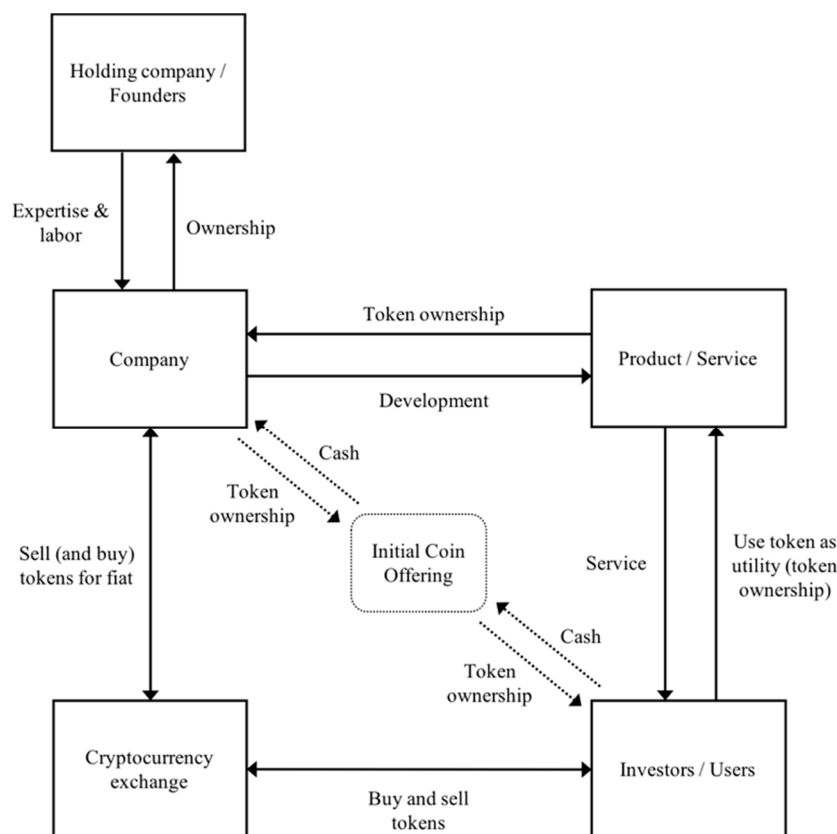 Holding company /
Founders
Expertise &
labor
Ownership
Company
Token ownership
Product / Service
Development
Cash
Token
ownership
Initial Coin
Offering
Sell (and buy)
tokens for fiat
Service
Use token as
utility (token
ownership)
Cash
Token
ownership
Cryptocurrency
exchange
Investors / Users
Buy and sell
tokens